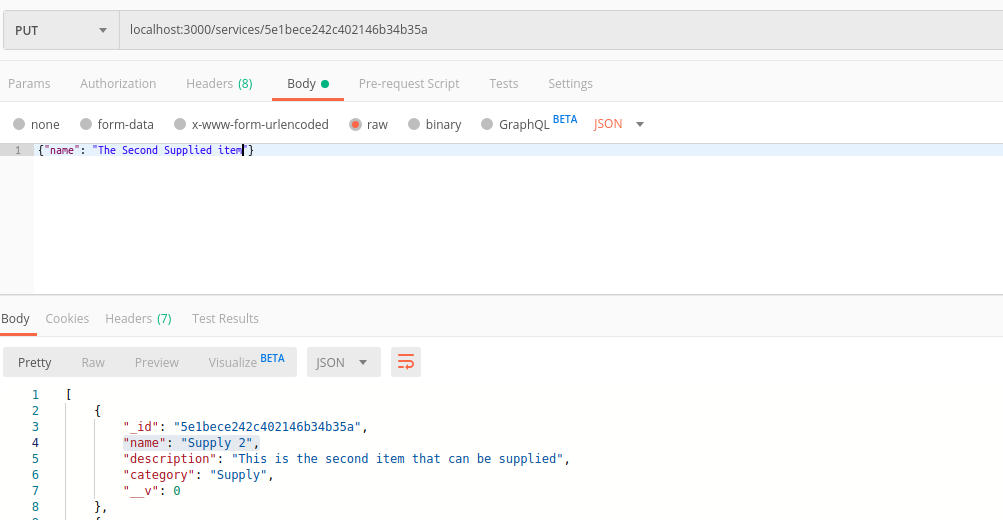 PUT localhost:3000/services/5e1bece242c402146b34b35a
Params Authorization Headers (8) Body Pre-request Script Tests Settings
none form-data x-www-form-urlencoded raw binary GraphQL BETA JSON
1 {"name": "The Second Supplied item"}
Body Cookies Headers (7) Test Results
Pretty Raw Preview Visualize BETA JSON
1 [
2 {
3 "_id": "5e1bece242c402146b34b35a",
4 "name": "Supply 2",
5 "description": "This is the second item that can be supplied",
6 "category": "Supply",
7 "__v": 0
8 },